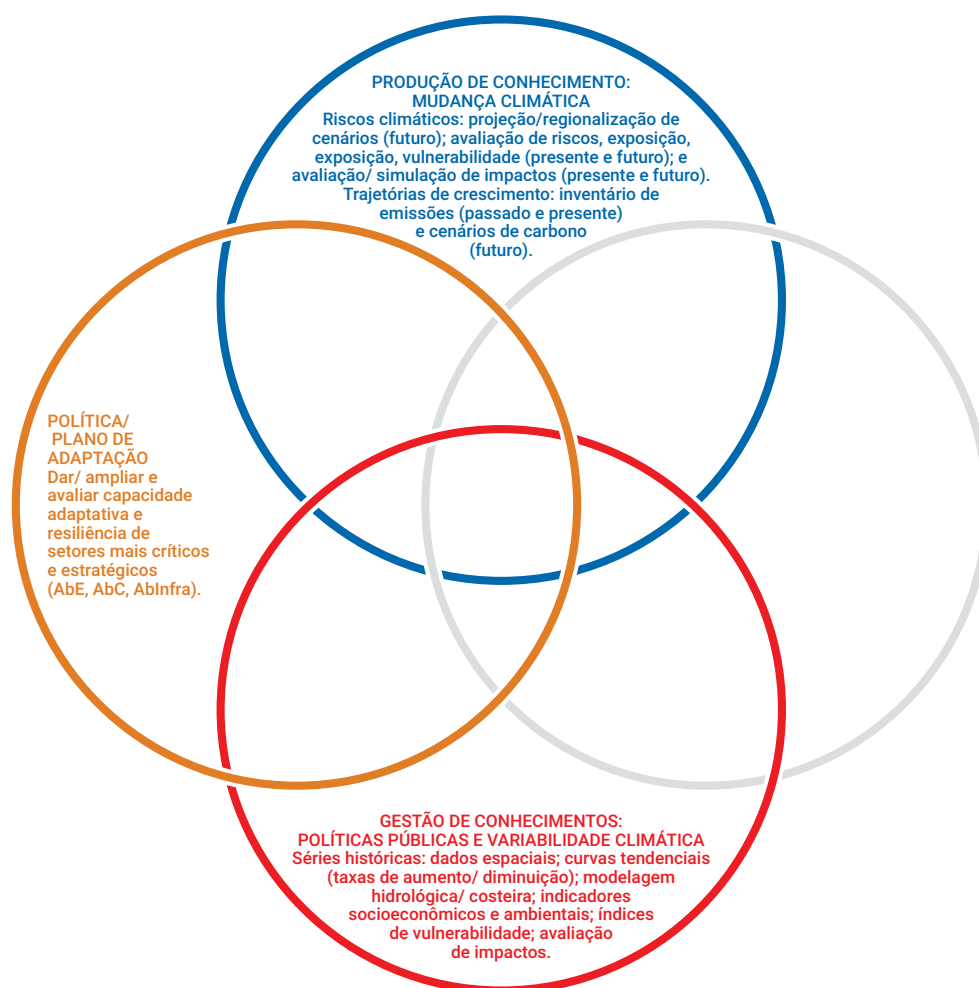 PRODUÇÃO DE CONHECIMENTO:
MUDANÇA CLIMÁTICA
Riscos climáticos: projeção/regionalização de
cenários (futuro); avaliação de riscos, exposição,
exposição, vulnerabilidade (presente e futuro); e
avaliação/ simulação de impactos (presente e futuro).
Trajetórias de crescimento: inventário de
emissões (passado e presente)
e cenários de carbono
(futuro).
POLÍTICA/
PLANO DE
ADAPTAÇÃO
Dar/ ampliar e
avaliar capacidade
adaptativa e
resiliência de
setores mais críticos
e estratégicos
(AbE, AbC, AbInfra).
GESTÃO DE CONHECIMENTOS:
POLÍTICAS PÚBLICAS E VARIABILIDADE CLIMÁTICA
Séries históricas: dados espaciais; curvas tendenciais
(taxas de aumento/ diminuição); modelagem
hidrológica/ costeira; indicadores
socioeconômicos e ambientais; índices
de vulnerabilidade; avaliação
de impactos.